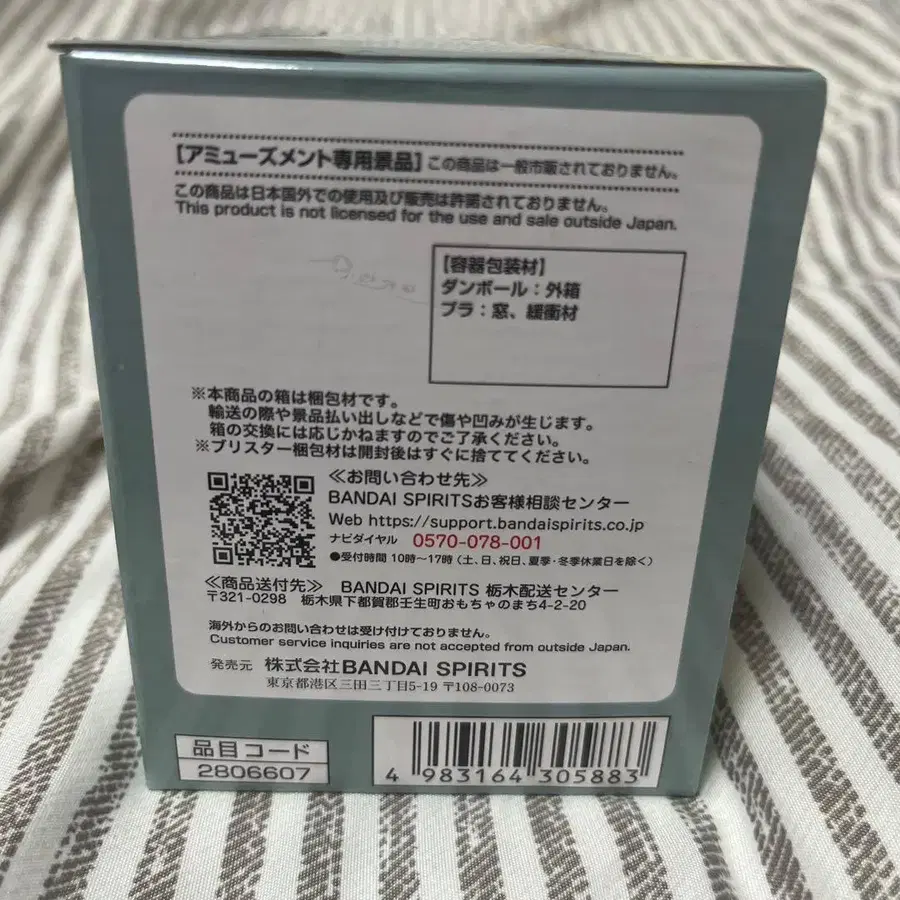 【アミューズメント専用景品】この商品は一般市販されておりません。
この商品は日本国外での使用及び販売は許諾されておりません。
This product is not licensed for the use and sale outside Japan.
【容器包装材】
ダンボール：外箱
プラ：窓、緩衝材
※本商品の箱は梱包材です。
輸送の際や景品払い出しなどで傷や凹みが生じます。
箱の交換には応じかねますのでご了承ください。
※ブリスター梱包材は開封後はすぐに捨ててください。
≪お問い合わせ先≫
BANDAI SPIRITSお客様相談センター
Web https://support.bandaispirits.co.jp
ナビダイヤル 0570-078-001
●受付時間 10時〜17時（土、日、祝日、夏季・冬季休業日を除く）
≪商品送付先≫ BANDAI SPIRITS 栃木配送センター
〒321-0298 栃木県下都賀郡壬生町おもちゃのまち4-2-20
海外からのお問い合わせは受け付けておりません。
Customer service inquiries are not accepted from outside Japan.
発売元 株式会社BANDAI SPIRITS
東京都港区三田三丁目5-19 〒108-0073
品目コード
2806607
4 983164 305883